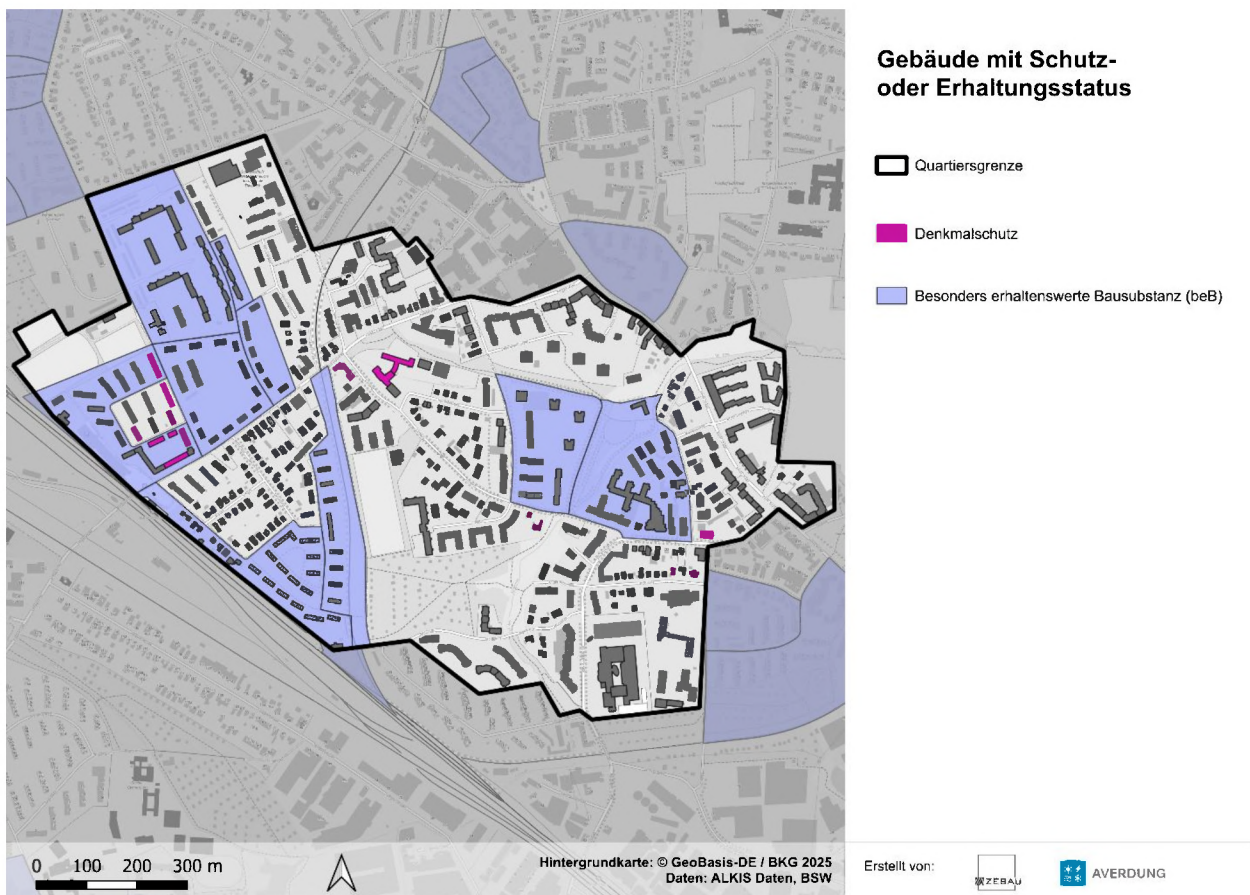 Gebäude mit Schutz-
oder Erhaltungsstatus
Quartiersgrenze
Denkmalschutz
Besonders erhaltenswerte Bausubstanz (beB)
0 100 200 300 m
Hintergrundkarte: © GeoBasis-DE / BKG 2025
Daten: ALKIS Daten, BSW
Erstellt von:
ZEBAU
AVERDUNG